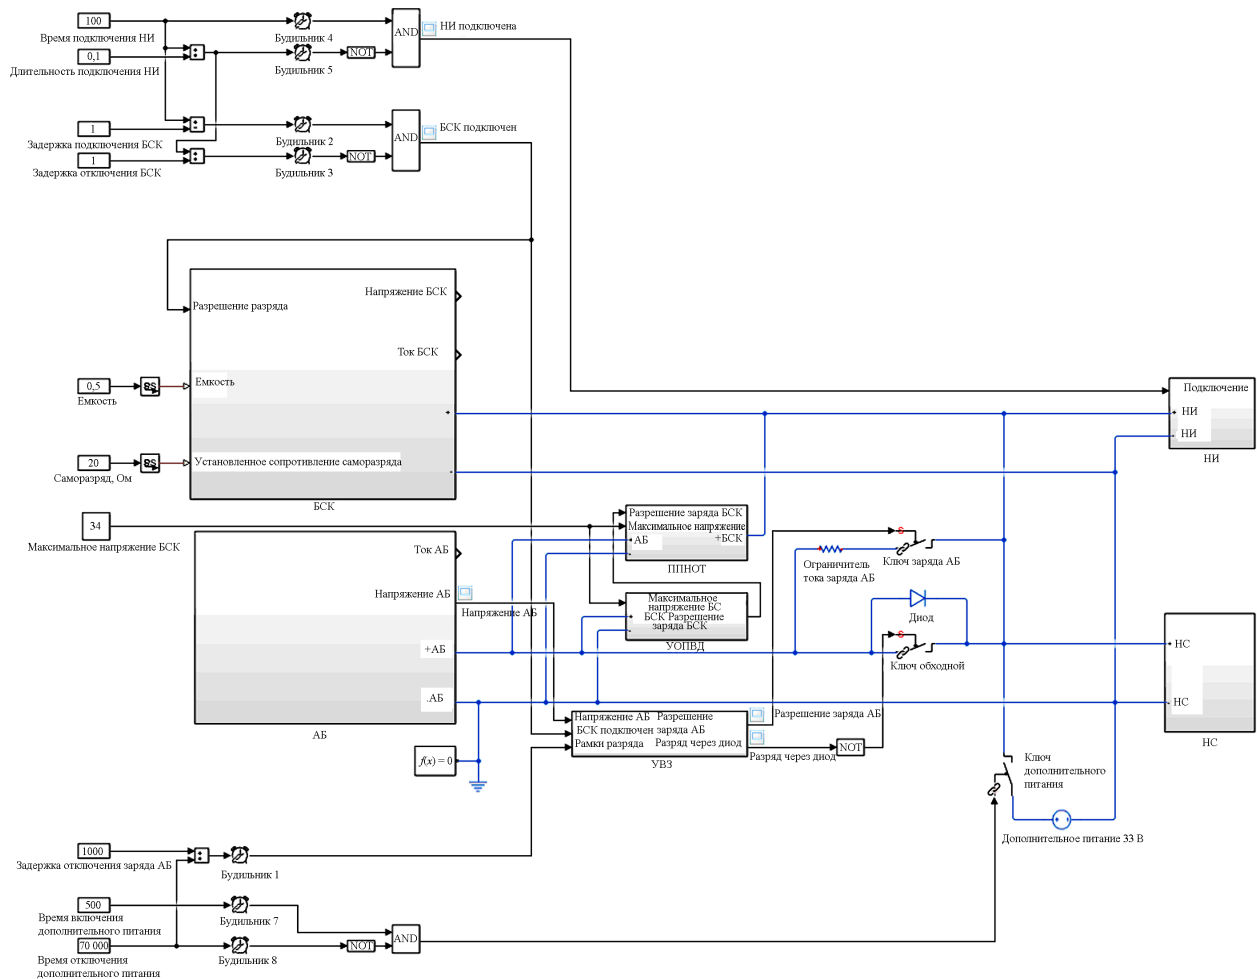 100
Время подключения НИ
0,1
Длительность подключения НИ
Будильник 4
NOT
Будильник 5
AND
НИ подключена
1
Задержка подключения БСК
1
Задержка отключения БСК
Будильник 2
NOT
Будильник 3
AND
БСК подключен
Разрешение разряда
Напряжение БСК
Ток БСК
0,5
Емкость
Емкость
20
Саморазряд, Ом
Установленное сопротивление саморазряда
БСК
34
Максимальное напряжение БСК
Ток АБ
Напряжение АБ
Напряжение АБ
+АБ
.АБ
АБ
f(x) = 0
Разрешение заряда БСК
Максимальное напряжение
АБ
+БСК
ППНОТ
Максимальное
напряжение БС
БСК Разрешение
заряда БСК
УОПВД
Ограничитель
тока заряда АБ
S
Ключ заряда АБ
Диод
S
Ключ обходной
Подключение
НИ
НИ
НИ
НС
НС
НС
Напряжение АБ Разрешение
БСК подключен заряда АБ
Рамки разряда Разряд через диод
УВЗ
Разрешение заряда АБ
Разряд через диод
NOT
Ключ
дополнительного
питания
Дополнительное питание 33 В
1000
Задержка отключения заряда АБ
Будильник 1
500
Время включения
дополнительного питания
Будильник 7
70 000
Время отключения
дополнительного питания
Будильник 8
NOT
AND